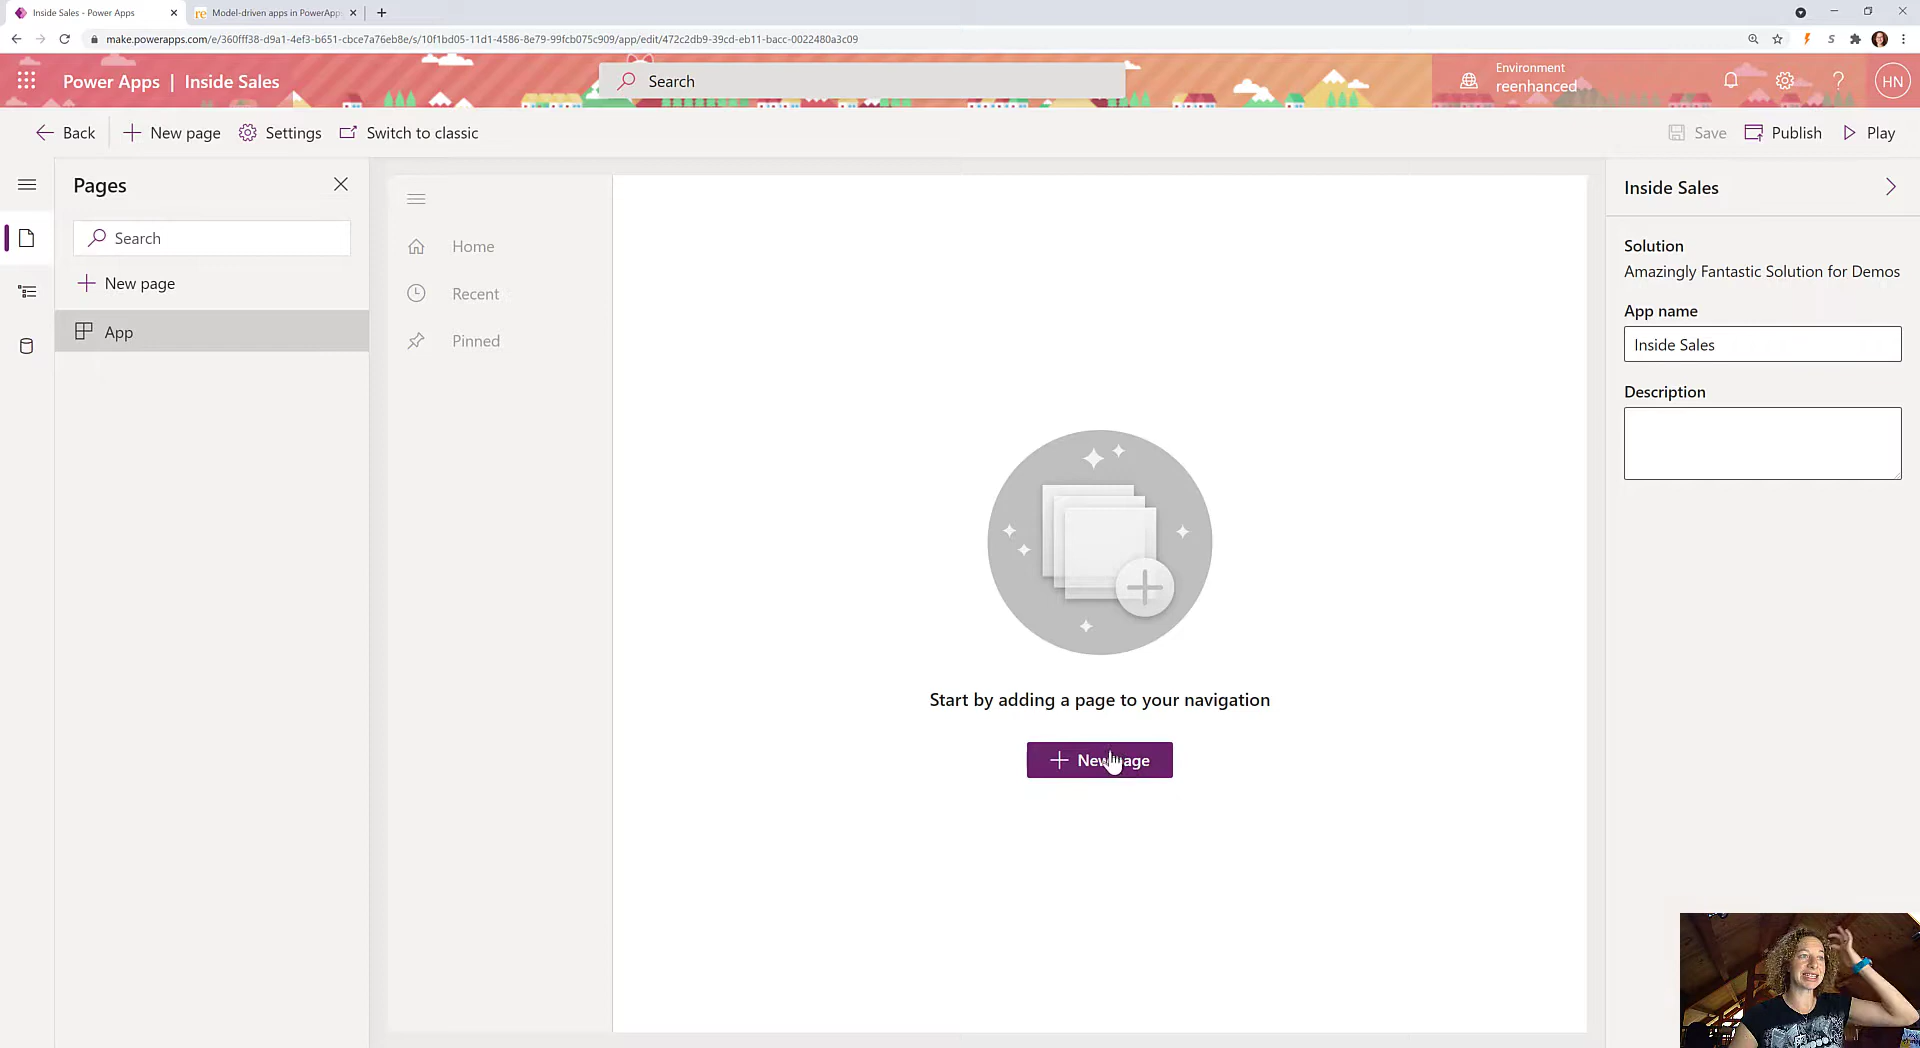 Inside Sales - Power Apps
re Model-driven apps in PowerApp
make.powerapps.com/e/360fff38-d9a1-4ef3-b651-cbce7a76eb8e/s/10f1bd05-11d1-4586-8e79-99fcb075c909/app/edit/472c2db9-39cd-eb11-bacc-0022480a3c09
Power Apps | Inside Sales
Search
Environment
reenhanced
HN
Back
New page
Settings
Switch to classic
Save
Publish
Play
Pages
Search
New page
App
Home
Recent
Pinned
Start by adding a page to your navigation
New page
Inside Sales
Solution
Amazingly Fantastic Solution for Demos
App name
Inside Sales
Description